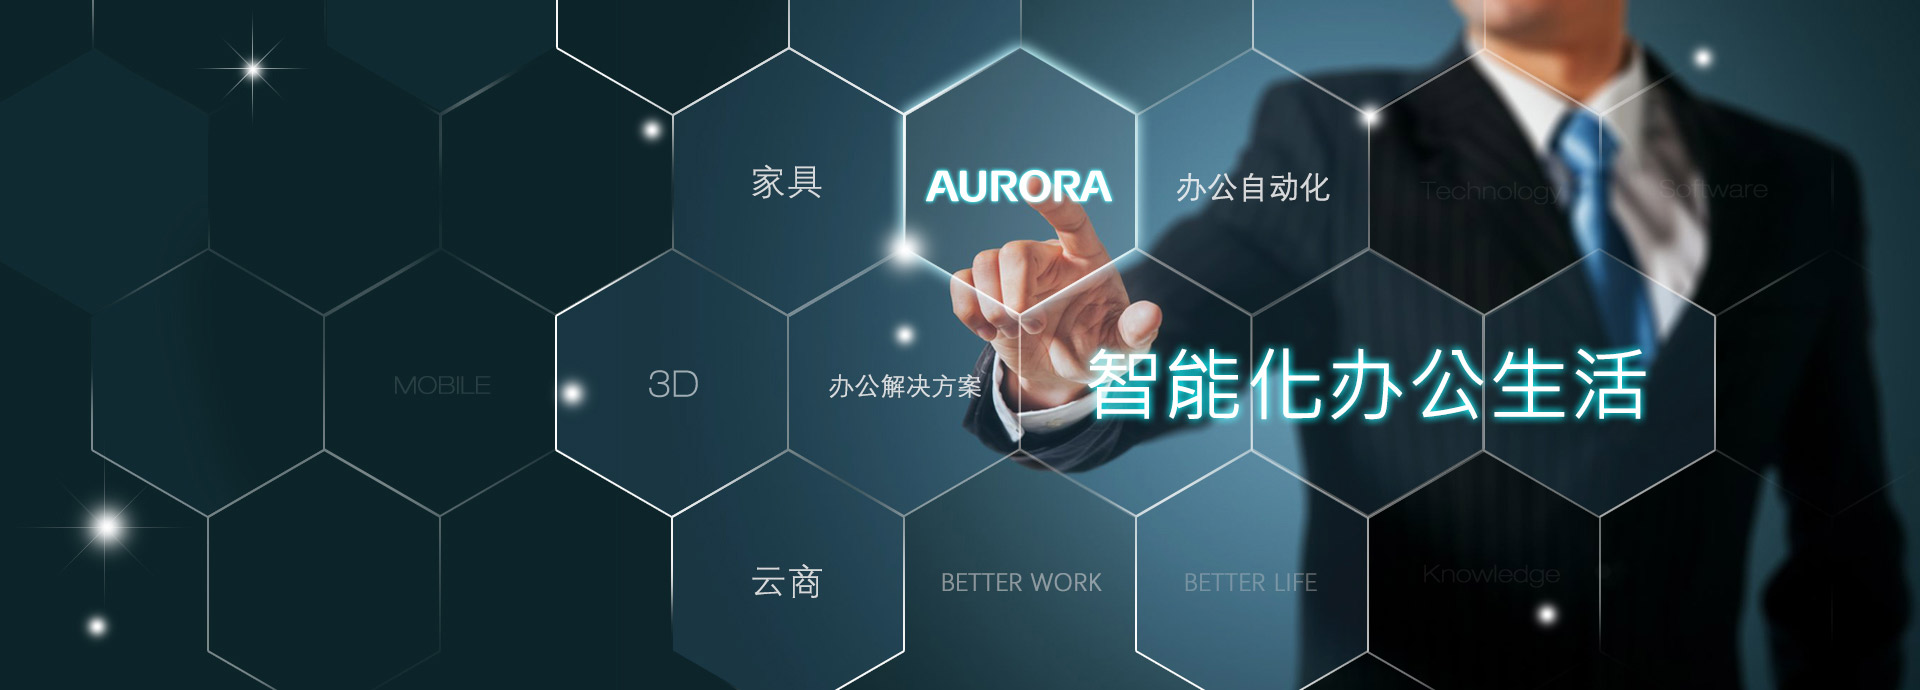 家具
AURORA
办公自动化
Technology
Software
MOBILE
3D
办公解决方案
智能化办公生活
云商
BETTER WORK
BETTER LIFE
Knowledge